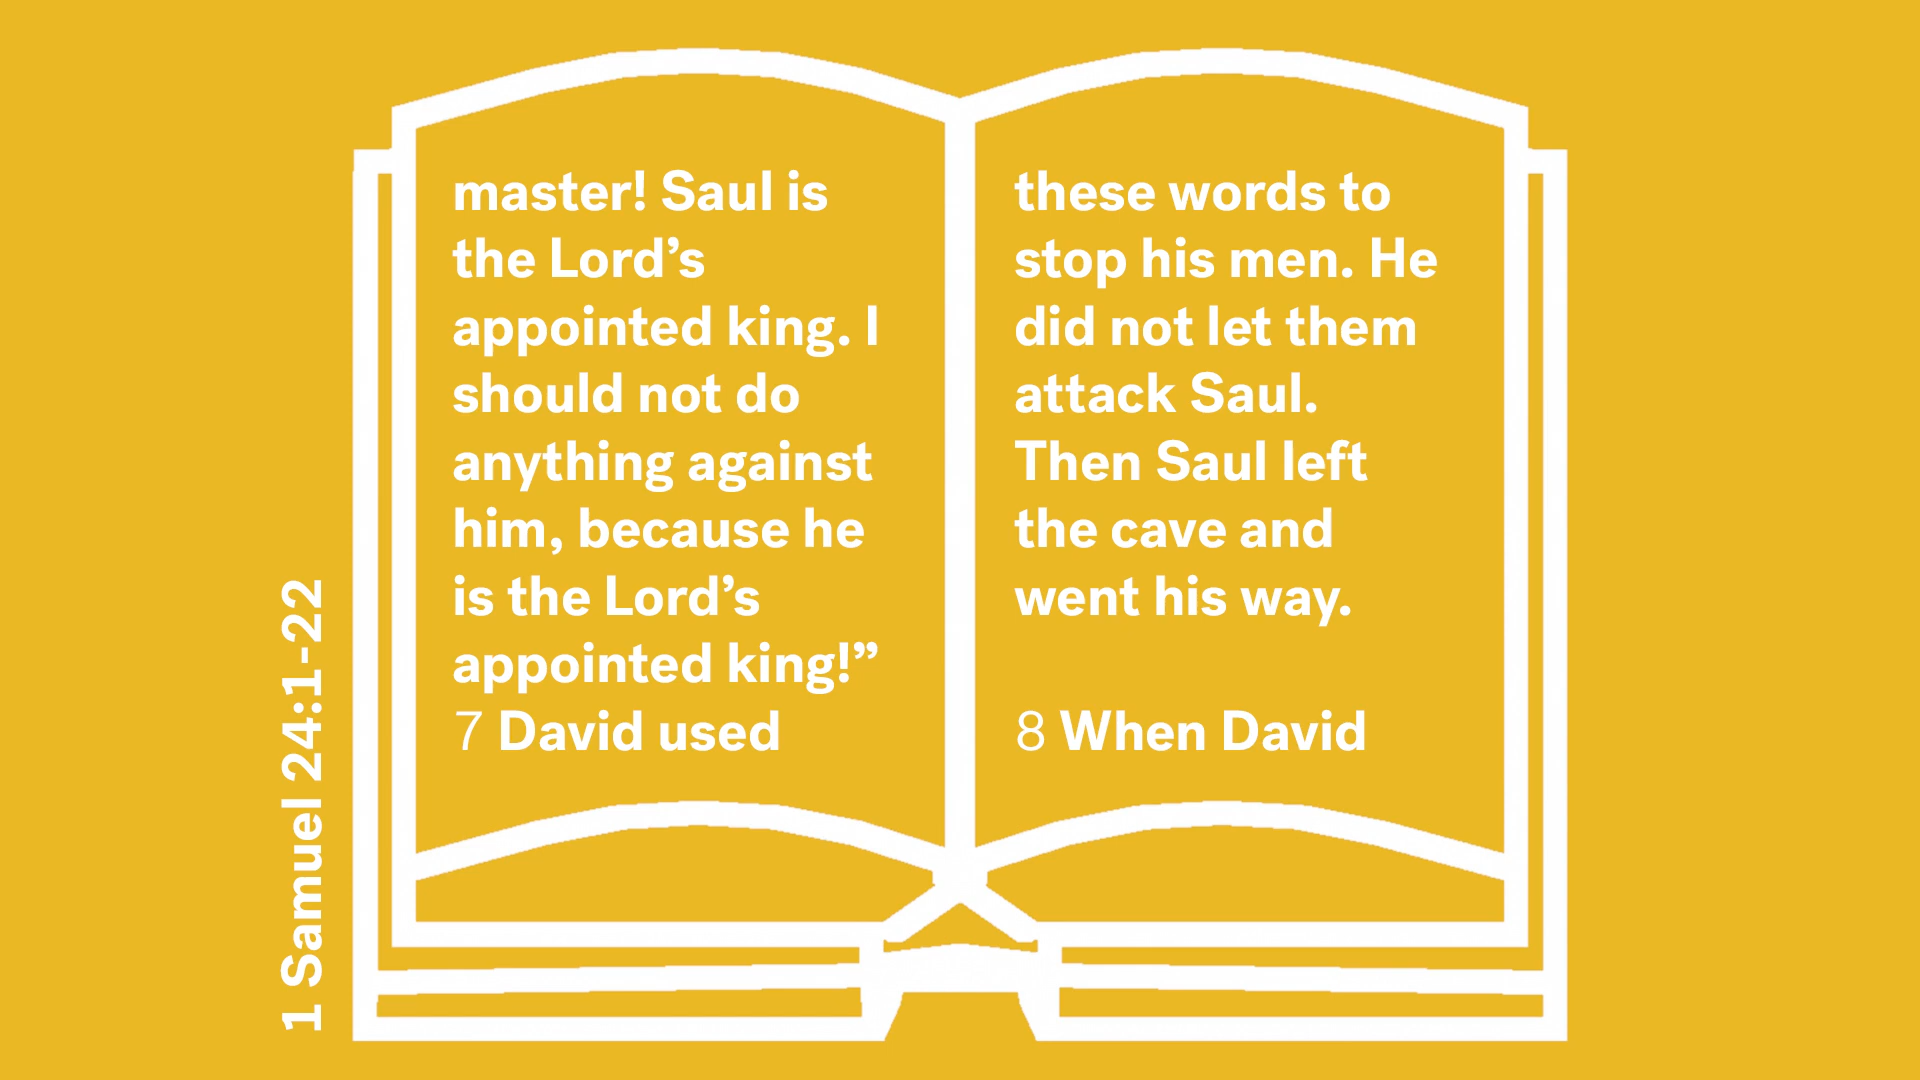 master! Saul is
the Lord’s
appointed king. I
should not do
anything against
him, because he
is the Lord’s
appointed king!”
7 David used
these words to
stop his men. He
did not let them
attack Saul.
Then Saul left
the cave and
went his way.
8 When David
1 Samuel 24:1-22